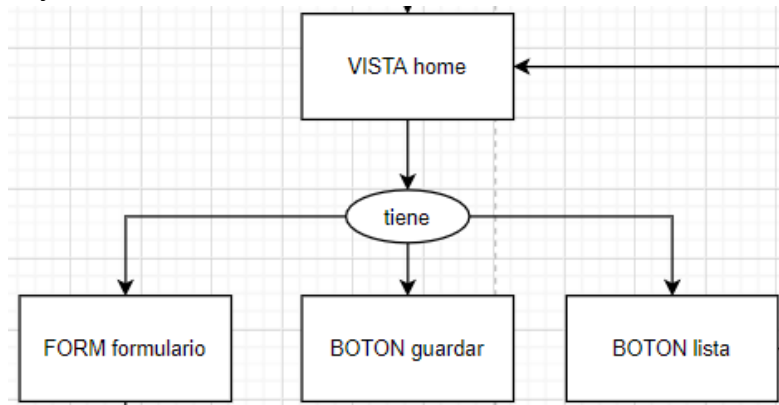 VISTA home
tiene
FORM formulario
BOTON guardar
BOTON lista